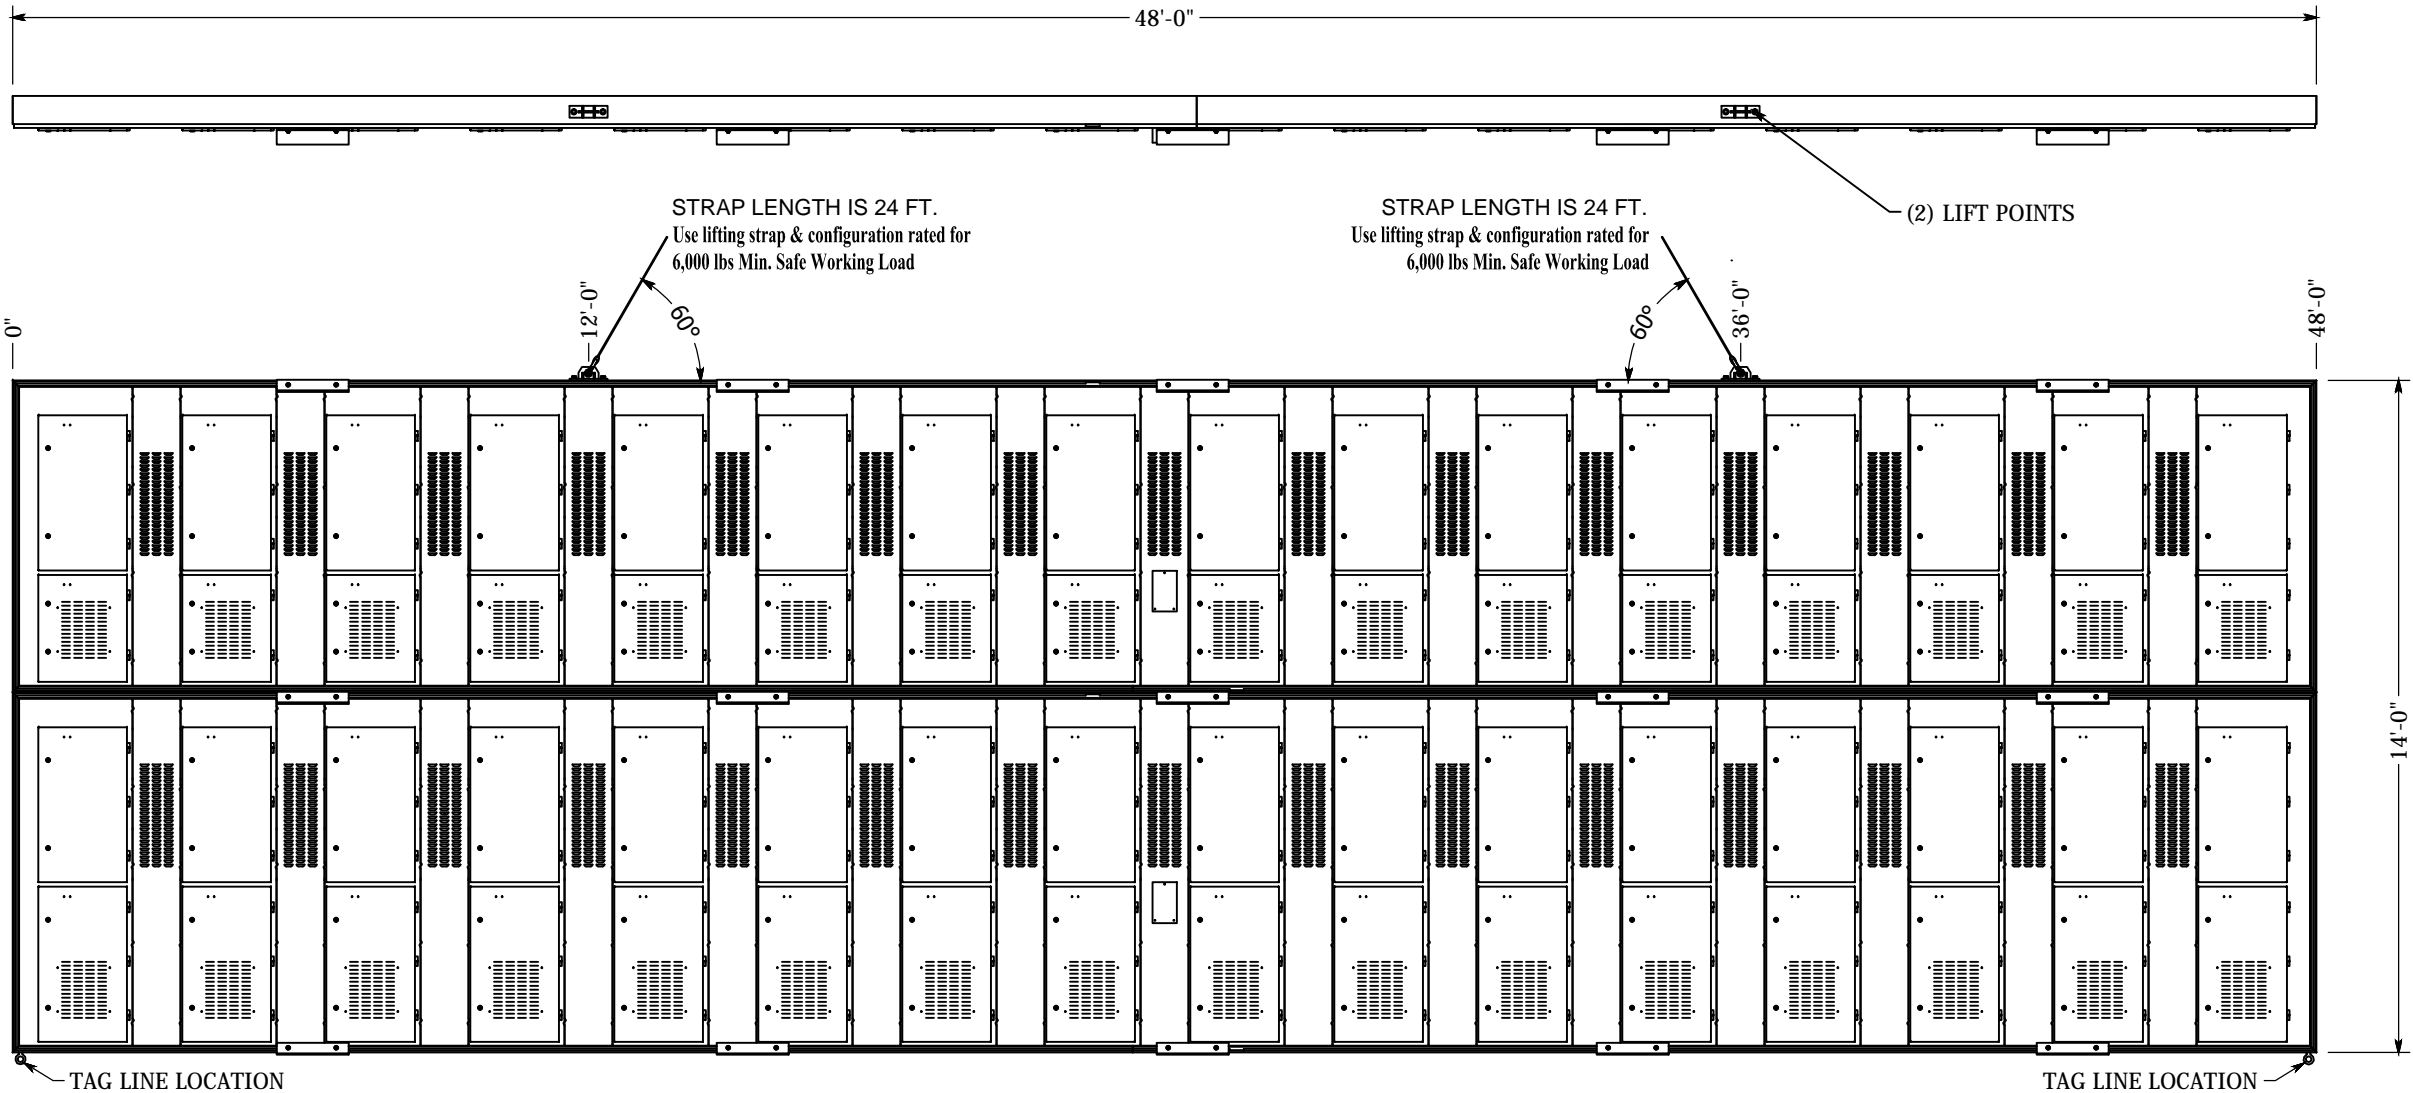 48'-0"
STRAP LENGTH IS 24 FT.
Use lifting strap & configuration rated for
6,000 lbs Min. Safe Working Load
STRAP LENGTH IS 24 FT.
Use lifting strap & configuration rated for
6,000 lbs Min. Safe Working Load
(2) LIFT POINTS
0"
12'-0"
60°
60°
36'-0"
48'-0"
14'-0"
TAG LINE LOCATION
TAG LINE LOCATION